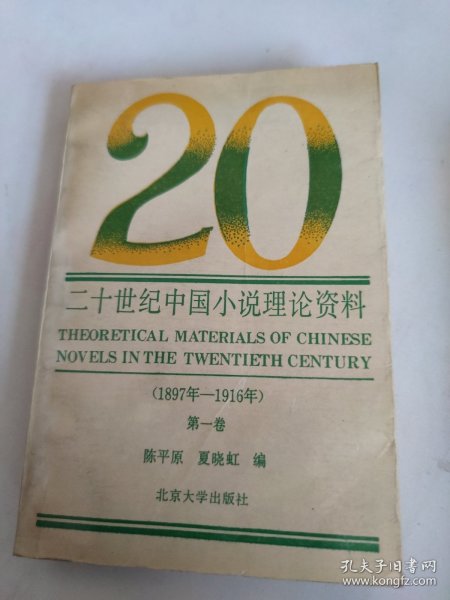 20
二十世纪中国小说理论资料
THEORETICAL MATERIALS OF CHINESE
NOVELS IN THE TWENTIETH CENTURY
(1897年—1916年)
第一卷
陈平原 夏晓虹 编
北京大学出版社
孔夫子旧书网
www.kongfz.com